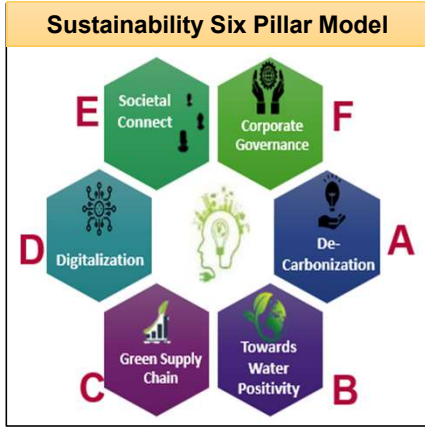 Sustainability Six Pillar Model
E
Societal
Connect
Corporate
Governance
F
D
Digitalization
De-
Carbonization
A
C
Green Supply
Chain
Towards
Water
Positivity
B